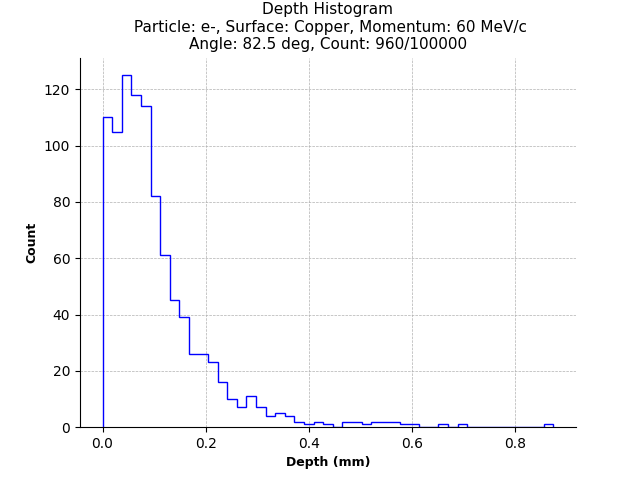 Depth Histogram
Particle: e-, Surface: Copper, Momentum: 60 MeV/c
Angle: 82.5 deg, Count: 960/100000
120
100
80
60
40
20
0
Count
0.0 0.2 0.4 0.6 0.8
Depth (mm)